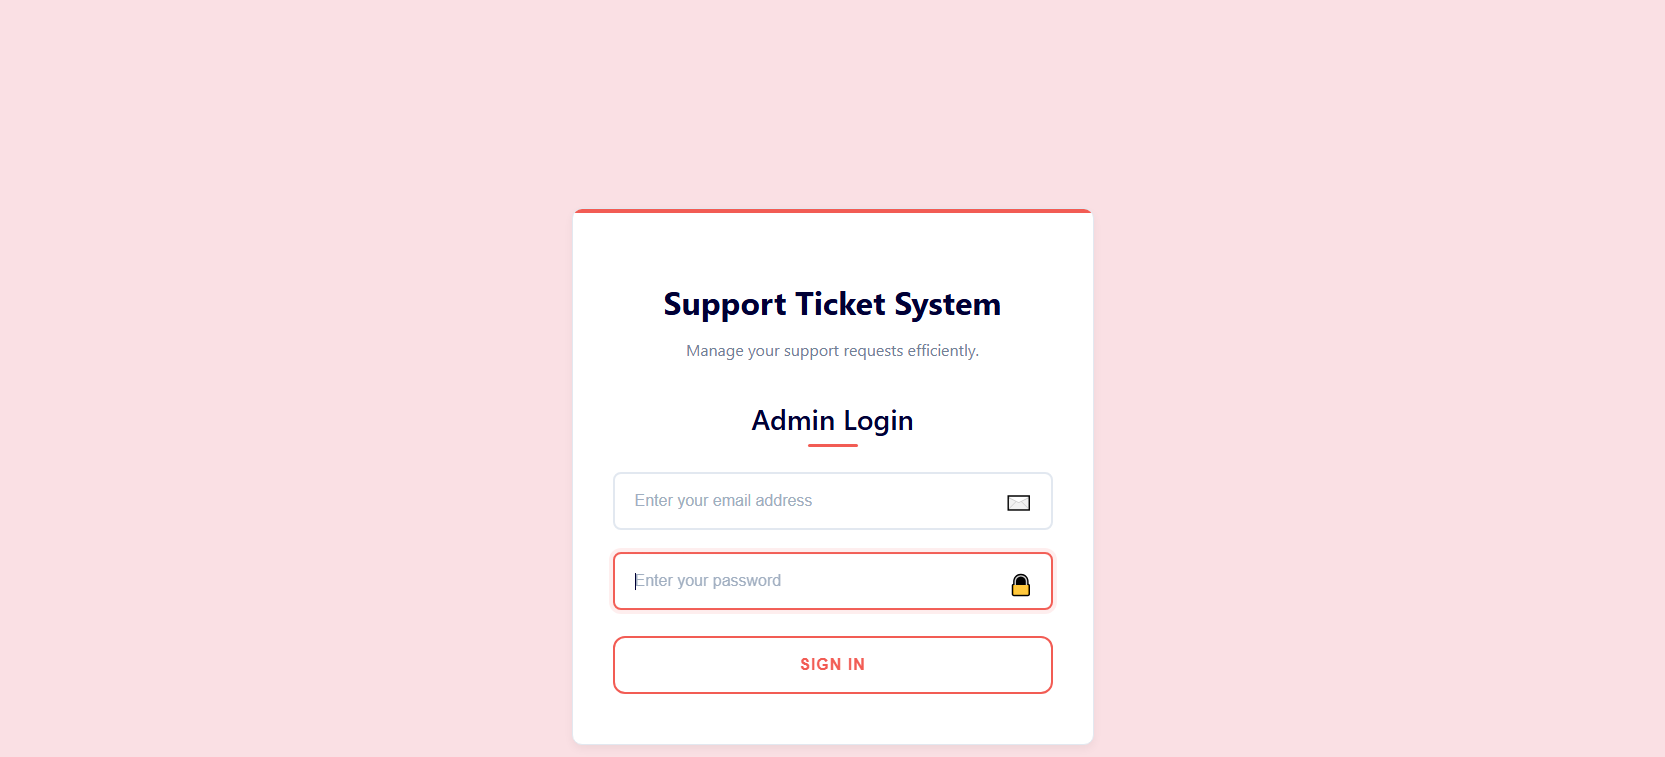 Support Ticket System
Manage your support requests efficiently.
Admin Login
Enter your email address
Enter your password
SIGN IN